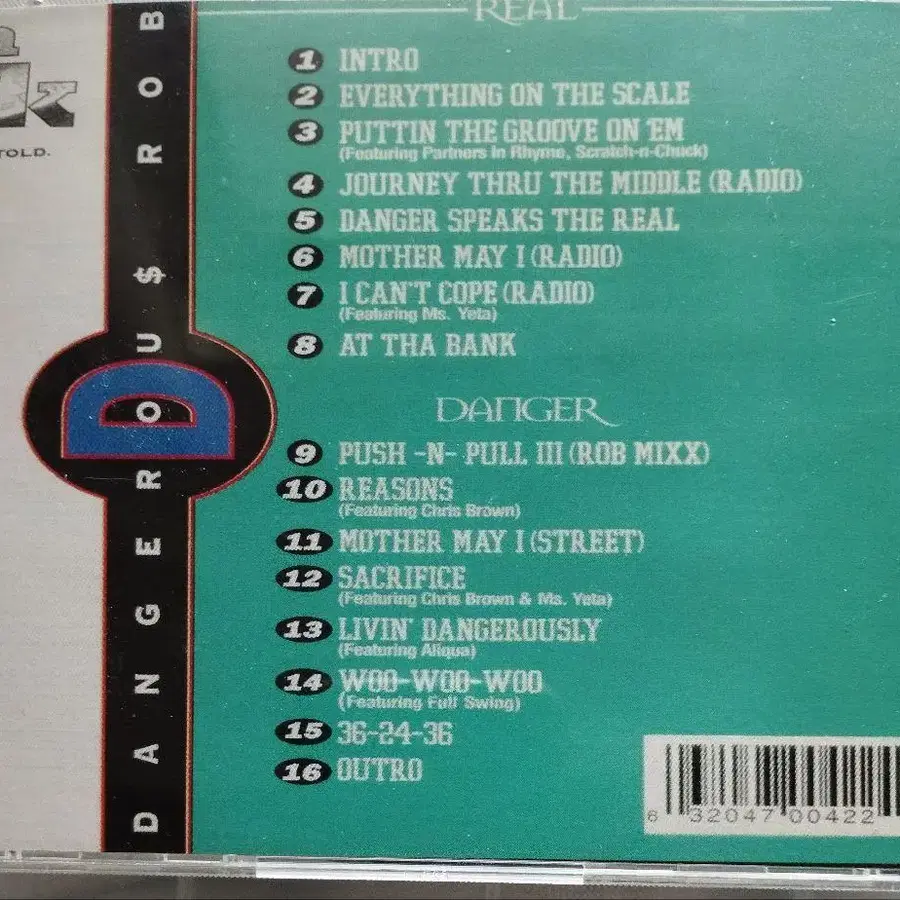 REAL
1 INTRO
2 EVERYTHING ON THE SCALE
3 PUTTIN THE GROOVE ON 'EM
(Featuring Partners In Rhyme, Scratch-n-Chuck)
4 JOURNEY THRU THE MIDDLE (RADIO)
5 DANGER SPEAKS THE REAL
6 MOTHER MAY I (RADIO)
7 I CAN'T COPE (RADIO)
(Featuring Ms. Yeta)
8 AT THA BANK
DANGER
9 PUSH -N- PULL III (ROB MIXX)
10 REASONS
(Featuring Chris Brown)
11 MOTHER MAY I (STREET)
12 SACRIFICE
(Featuring Chris Brown & Ms. Yeta)
13 LIVIN' DANGEROUSLY
(Featuring Aliqua)
14 WOO-WOO-WOO
(Featuring Full Swing)
15 36-24-36
16 OUTRO
DANGEROU$ ROB
D
TOLD.
6 32047 00422